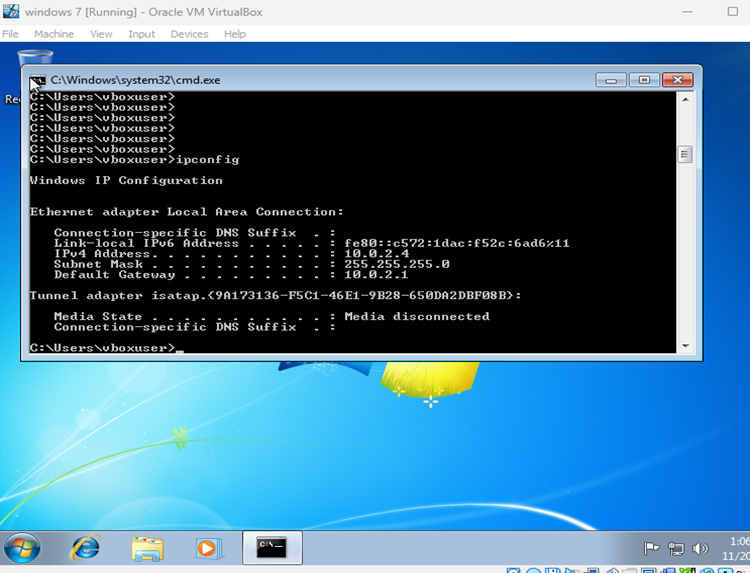 windows 7 [Running] - Oracle VM VirtualBox
File Machine View Input Devices Help
C:\Windows\system32\cmd.exe
C:\Users\vboxuser>
C:\Users\vboxuser>
C:\Users\vboxuser>
C:\Users\vboxuser>
C:\Users\vboxuser>
C:\Users\vboxuser>
C:\Users\vboxuser>ipconfig
Windows IP Configuration
Ethernet adapter Local Area Connection:
Connection-specific DNS Suffix . :
Link-local IPv6 Address . . . . . : fe80::c572:1dac:f52c:6ad6%11
IPv4 Address. . . . . . . . . . . : 10.0.2.4
Subnet Mask . . . . . . . . . . . : 255.255.255.0
Default Gateway . . . . . . . . . : 10.0.2.1
Tunnel adapter isatap.{9A173136-F5C1-46E1-9B28-650DA2DBF08B}:
Media State . . . . . . . . . . . : Media disconnected
Connection-specific DNS Suffix . :
C:\Users\vboxuser>_
C:\_
1:06
11/20